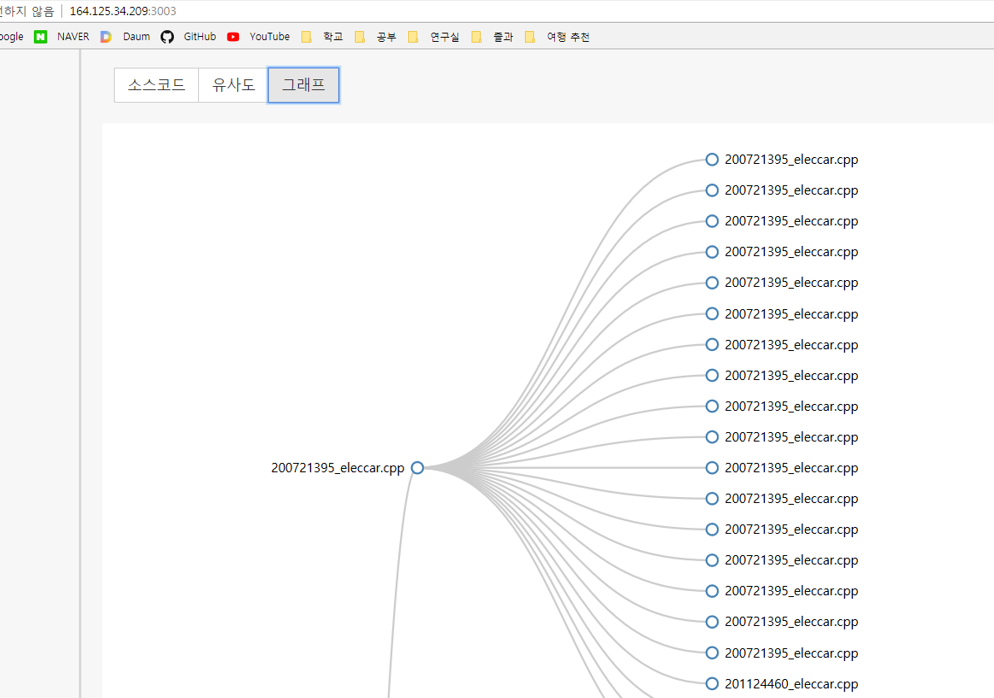 전하지 않음 164.125.34.209:3003
oogle NAVER Daum GitHub YouTube 학교 공부 연구실 졸과 여행 추천
소스코드 유사도 그래프
200721395_eleccar.cpp
200721395_eleccar.cpp
200721395_eleccar.cpp
200721395_eleccar.cpp
200721395_eleccar.cpp
200721395_eleccar.cpp
200721395_eleccar.cpp
200721395_eleccar.cpp
200721395_eleccar.cpp
200721395_eleccar.cpp
200721395_eleccar.cpp 200721395_eleccar.cpp
200721395_eleccar.cpp
200721395_eleccar.cpp
200721395_eleccar.cpp
200721395_eleccar.cpp
200721395_eleccar.cpp
200721395_eleccar.cpp
201124460_eleccar.cpp